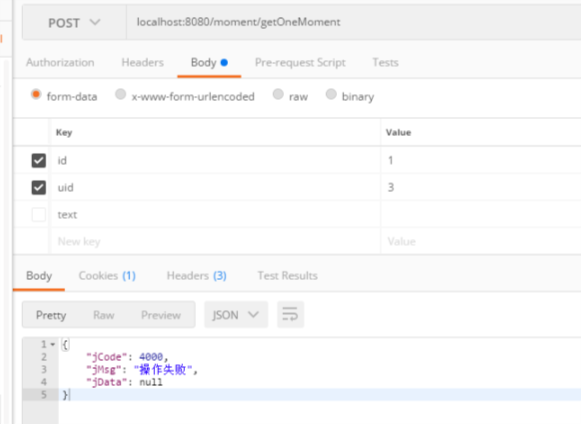 POST localhost:8080/moment/getOneMoment
Authorization Headers Body Pre-request Script Tests
form-data x-www-form-urlencoded raw binary
Key Value
id 1
uid 3
text
New key Value
Body Cookies (1) Headers (3) Test Results
Pretty Raw Preview JSON
1 {
2 "jCode": 4000,
3 "jMsg": "操作失败",
4 "jData": null
5 }